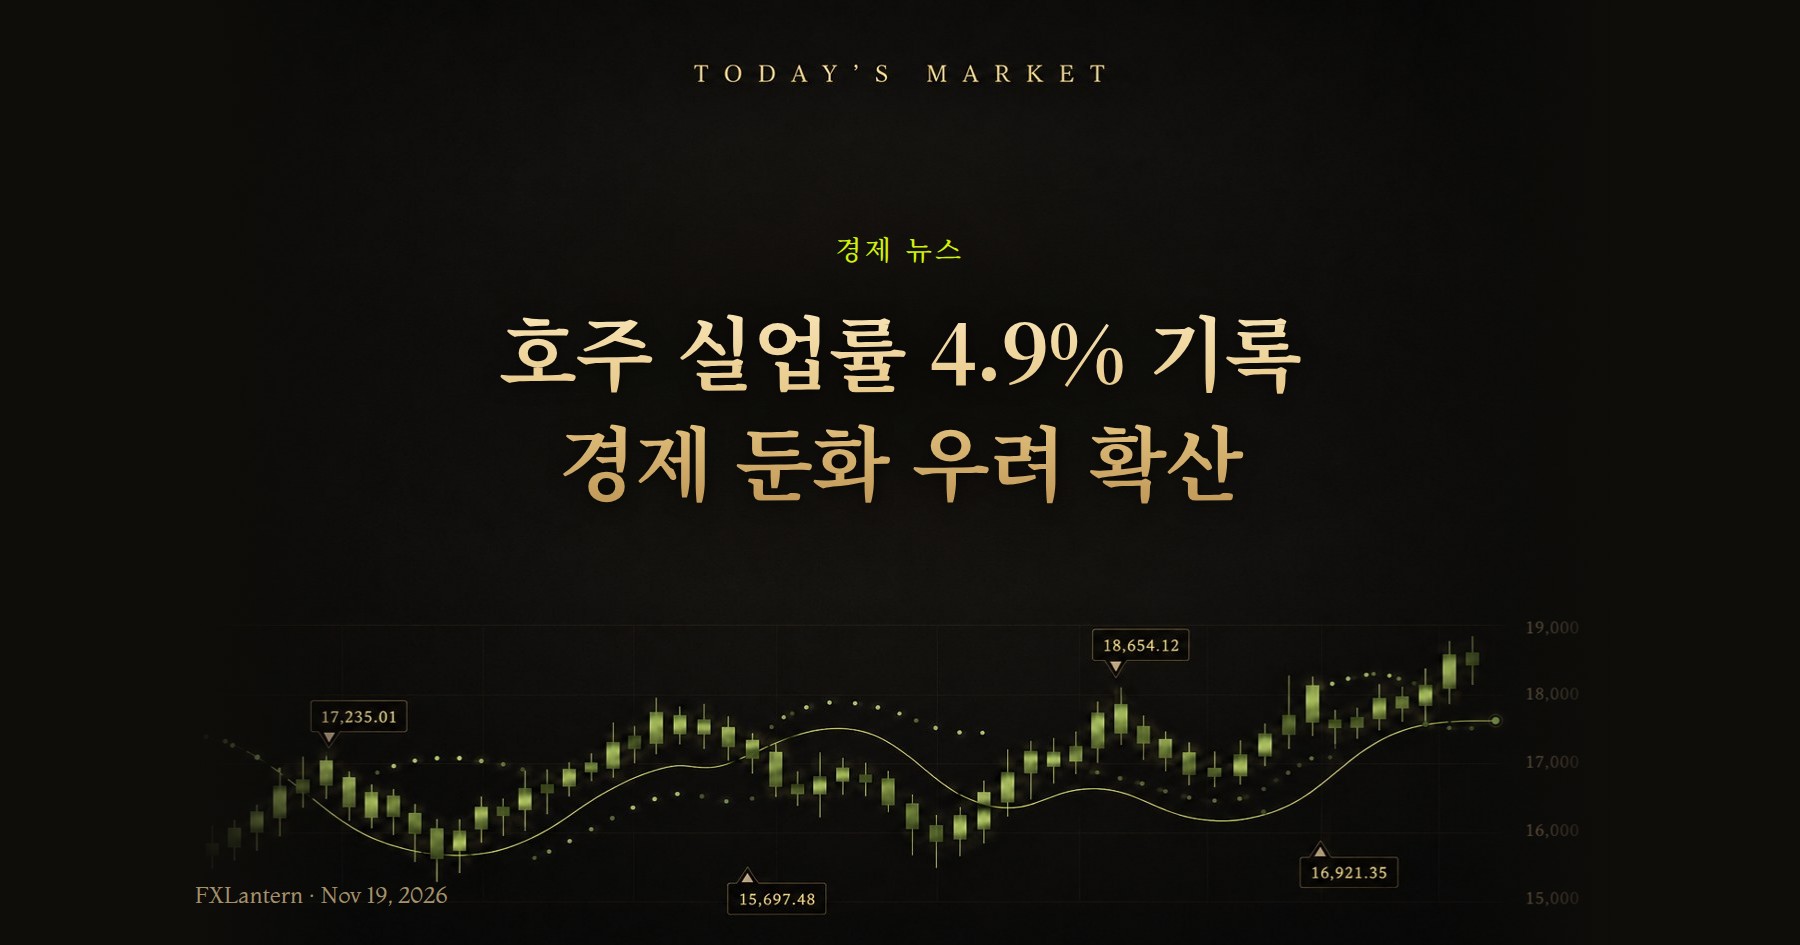 TODAY’S MARKET
경제 뉴스
호주 실업률 4.9% 기록
경제 둔화 우려 확산
19,000
18,654.12
18,000
17,235.01
17,000
16,000
16,921.35
FXLantern · Nov 19, 2026
15,697.48
15,000